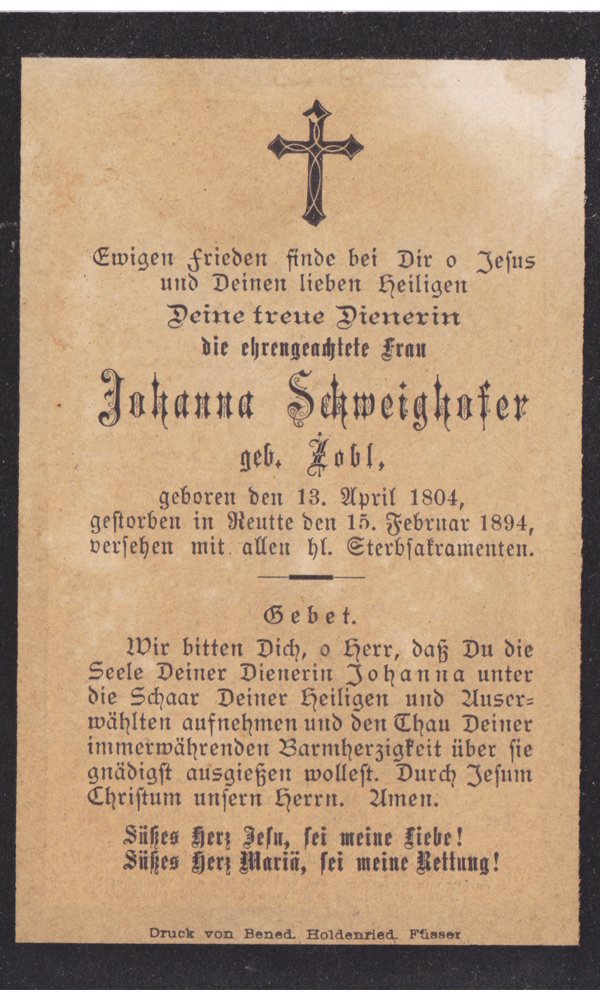 Ewigen Frieden finde bei Dir o Jesus
und Deinen lieben Heiligen
Deine treue Dienerin
die ehrengeachtete Frau
Johanna Schweighofer
geb. Zobl,
geboren den 13. April 1804,
gestorben in Reutte den 15. Februar 1894,
versehen mit allen hl. Sterbsakramenten.
Gebet.
Wir bitten Dich, o Herr, daß Du die
Seele Deiner Dienerin Johanna unter
die Schaar Deiner Heiligen und Auser=
wählten aufnehmen und den Thau Deiner
immerwährenden Barmherzigkeit über sie
gnädigst ausgießen wollest. Durch Jesum
Christum unsern Herrn. Amen.
Süßes Herz Jesu, sei meine Liebe!
Süßes Herz Mariä, sei meine Rettung!
Druck von Bened. Holdenried. Füsser